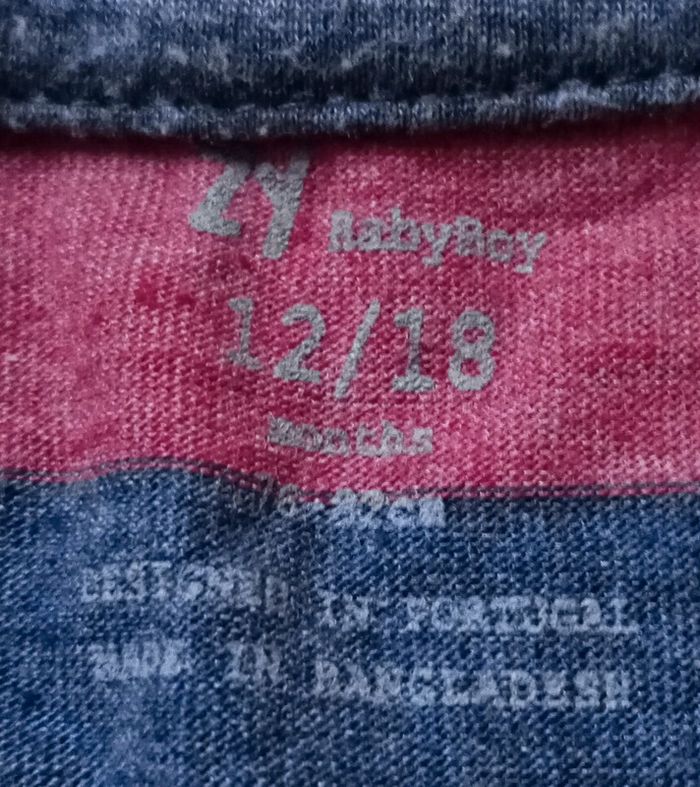 ZY BabyBoy
12/18
months
DESIGNED IN PORTUGAL
MADE IN BANGLADESH